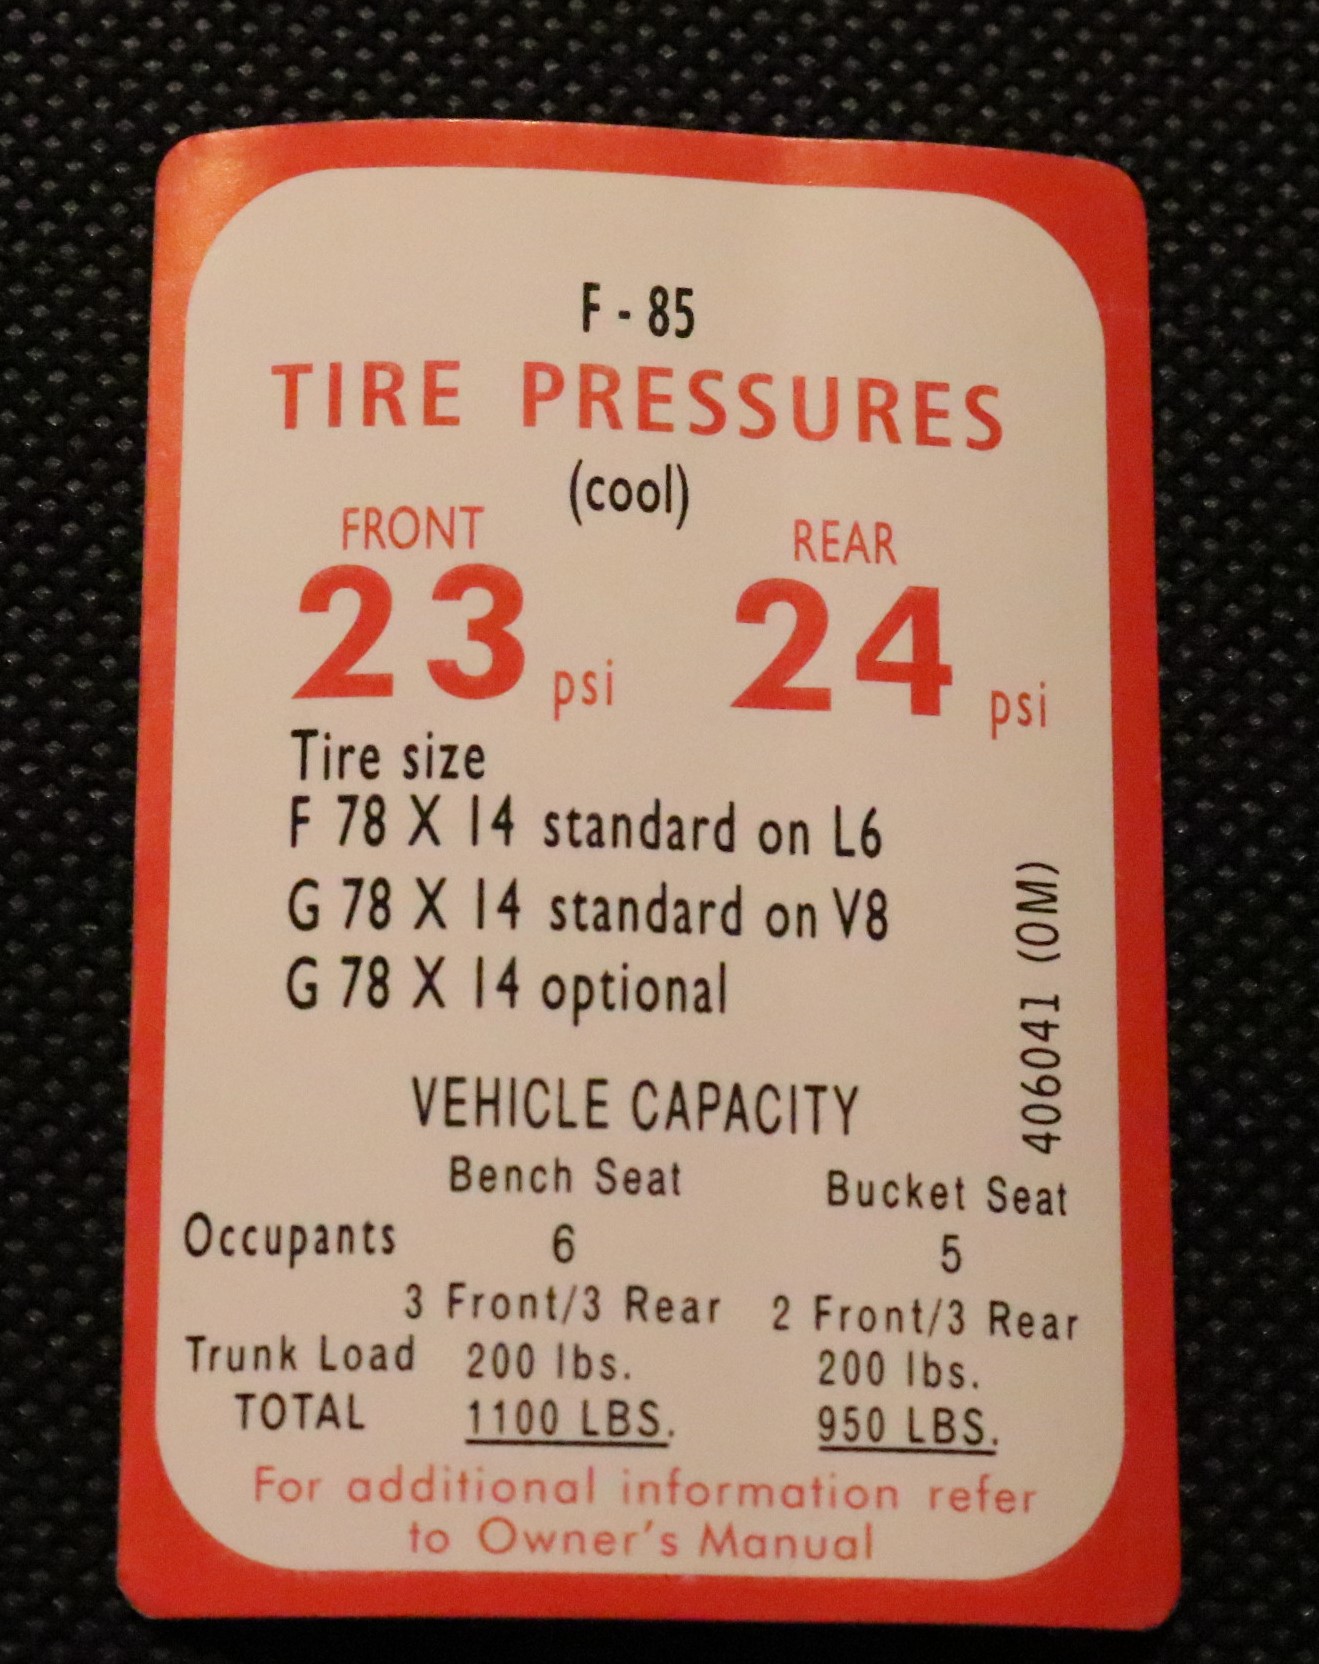 F - 85
TIRE PRESSURES
(cool)
FRONT REAR
23 psi 24 psi
Tire size
F 78 X 14 standard on L6
G 78 X 14 standard on V8
G 78 X 14 optional
406041 (OM)
VEHICLE CAPACITY
Bench Seat Bucket Seat
Occupants 6 5
3 Front/3 Rear 2 Front/3 Rear
Trunk Load 200 lbs. 200 lbs.
TOTAL 1100 LBS. 950 LBS.
For additional information refer
to Owner's Manual